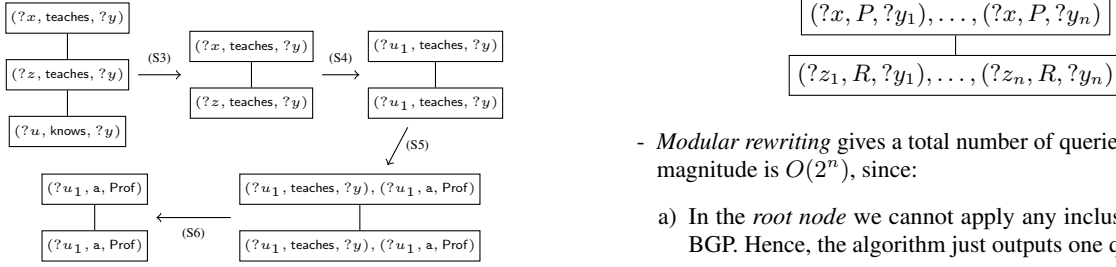 (?x, teaches, ?y)
(?z, teaches, ?y)
(?u, knows, ?y)
(S3)
(?x, teaches, ?y)
(?z, teaches, ?y)
(S4)
(?u₁, teaches, ?y)
(?u₁, teaches, ?y)
(S5)
(?u₁, teaches, ?y), (?u₁, a, Prof)
(?u₁, teaches, ?y), (?u₁, a, Prof)
(S6)
(?u₁, a, Prof)
(?u₁, a, Prof)
(?x, P, ?y₁), . . . , (?x, P, ?yₙ)
(?z₁, R, ?y₁), . . . , (?zₙ, R, ?yₙ)
- Modular rewriting gives a total number of querie
magnitude is O(2ⁿ), since:
a) In the root node we cannot apply any inclus
BGP. Hence, the algorithm just outputs one q